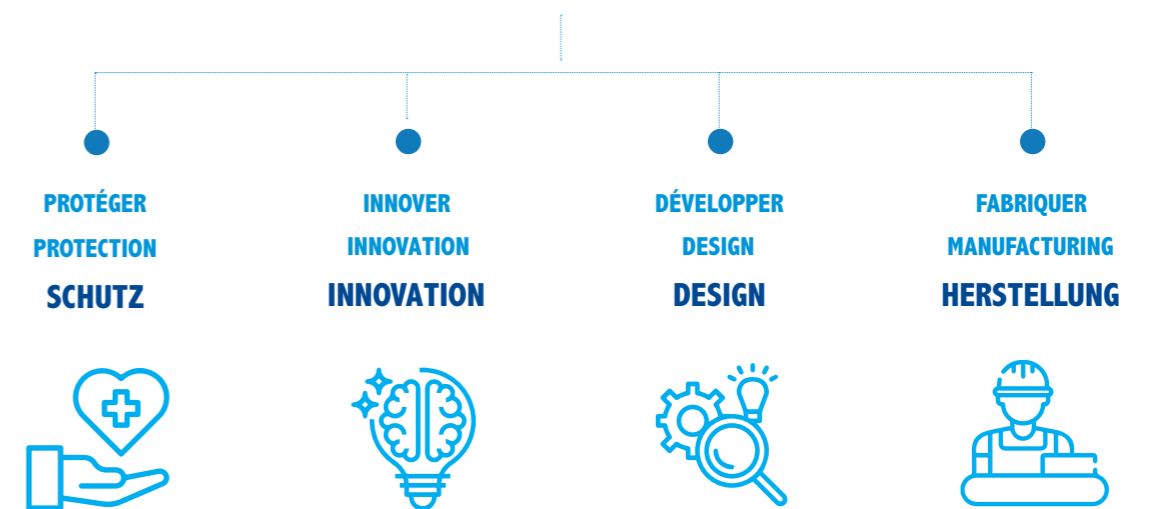 PROTÉGER
PROTECTION
SCHUTZ
INNOVER
INNOVATION
INNOVATION
DÉVELOPPER
DESIGN
DESIGN
FABRIQUER
MANUFACTURING
HERSTELLUNG